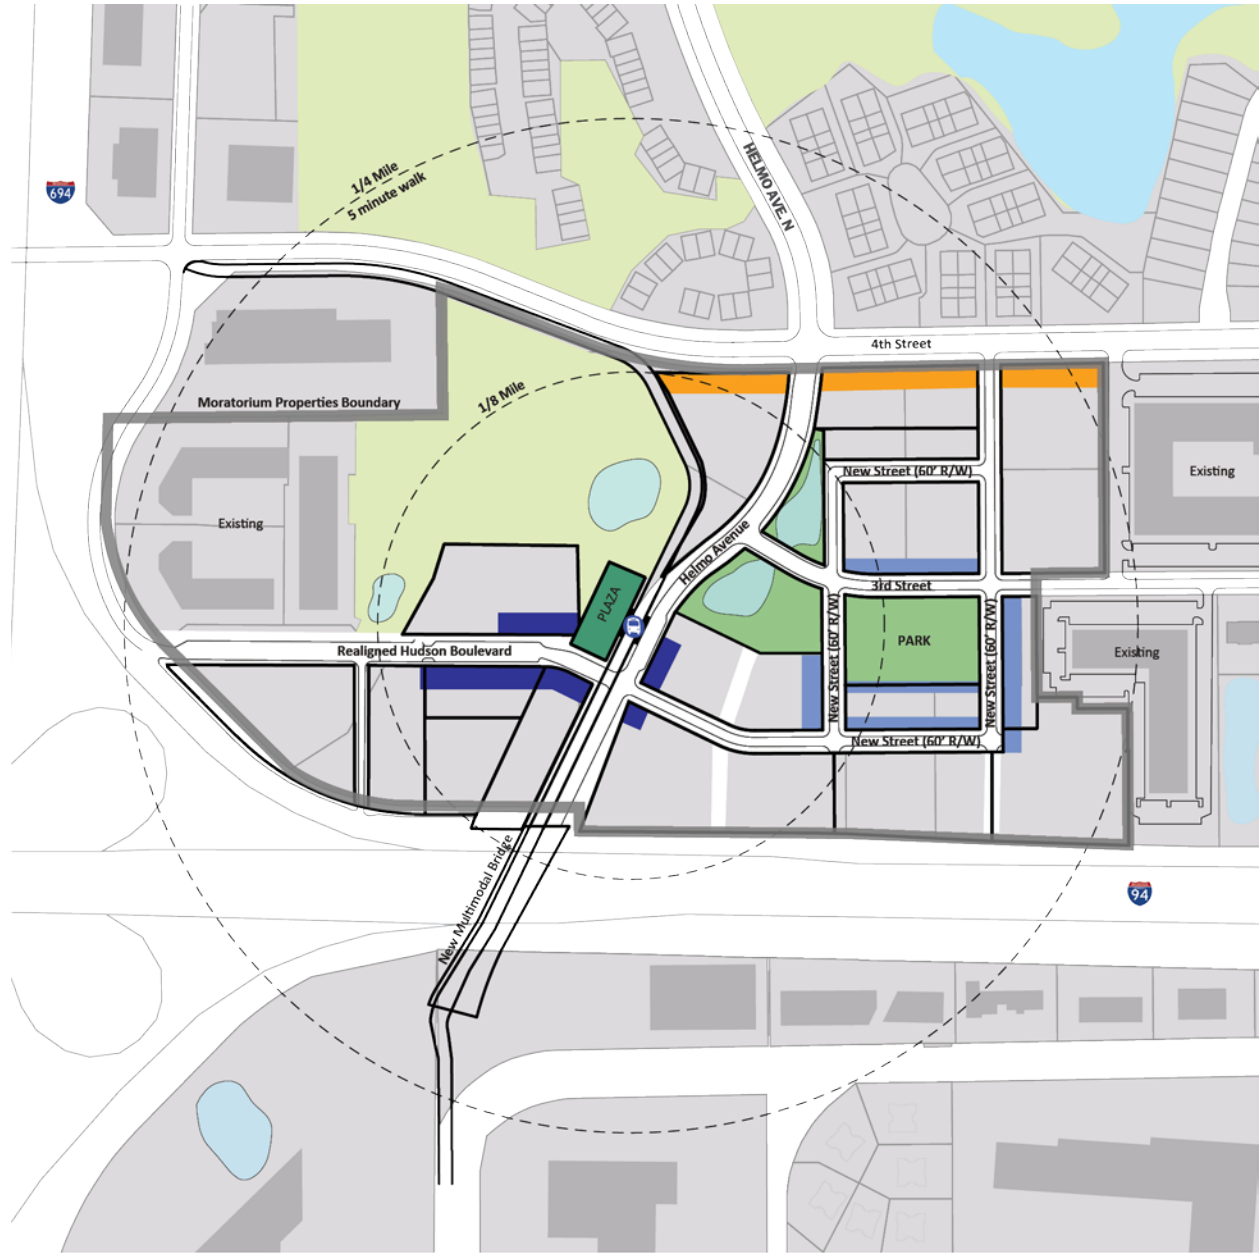 HELMO AVE. N
1/4 Mile
5 minute walk
694
4th Street
1/8 Mile
Moratorium Properties Boundary
New Street (60' R/W)
Existing
Existing
Helmo Avenue
3rd Street
PLAZA
PARK
Realigned Hudson Boulevard
New Street (60' R/W)
New Street (60' R/W)
Existing
New Street (60' R/W)
New Multimodal Bridge
94